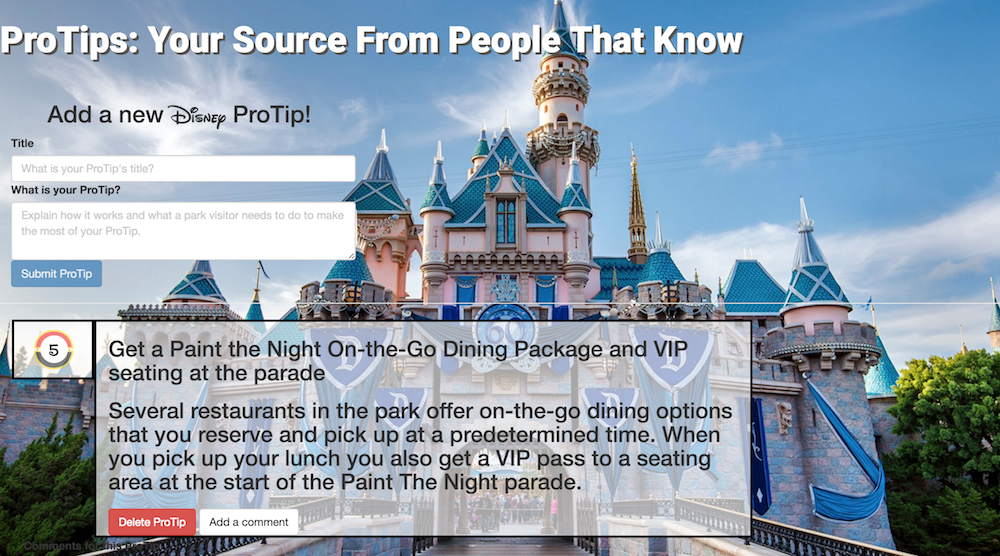 ProTips: Your Source From People That Know
Add a new Disney ProTip!
Title
What is your ProTip's title?
What is your ProTip?
Explain how it works and what a park visitor needs to do to make
the most of your ProTip.
Submit ProTip
60
5
Get a Paint the Night On-the-Go Dining Package and VIP
seating at the parade
D
D
Several restaurants in the park offer on-the-go dining options
that you reserve and pick up at a predetermined time. When
you pick up your lunch you also get a VIP pass to a seating
area at the start of the Paint The Night parade.
Delete ProTip
Add a comment
Comments for this